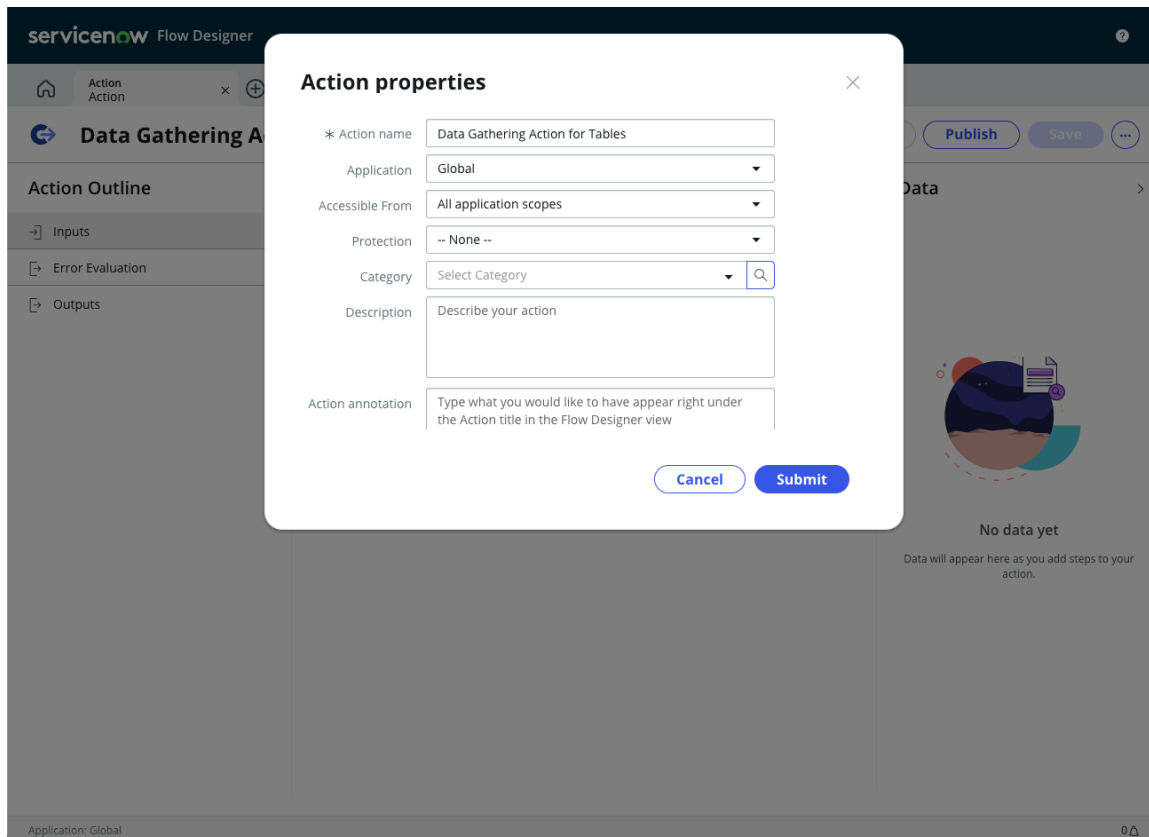 servicenow Flow Designer
Action
Action
Data Gathering A
Publish
Save
Action Outline
Inputs
Error Evaluation
Outputs
Action properties
* Action name
Data Gathering Action for Tables
Application
Global
Accessible From
All application scopes
Protection
-- None --
Category
Select Category
Description
Describe your action
Action annotation
Type what you would like to have appear right under
the Action title in the Flow Designer view
Cancel
Submit
Data
No data yet
Data will appear here as you add steps to your
action.
Application: Global
0